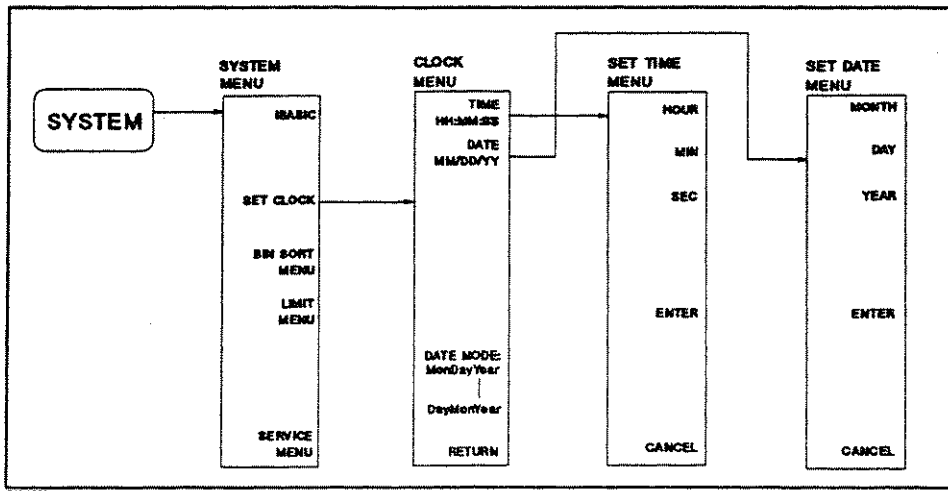 SYSTEM
SYSTEM
MENU
IBASIC
SET CLOCK
BIN SORT
MENU
LIMIT
MENU
SERVICE
MENU
CLOCK
MENU
TIME
HH:MM:SS
DATE
MM/DD/YY
DATE MODE:
MonDayYear
DayMonYear
RETURN
SET TIME
MENU
HOUR
MIN
SEC
ENTER
CANCEL
SET DATE
MENU
MONTH
DAY
YEAR
ENTER
CANCEL